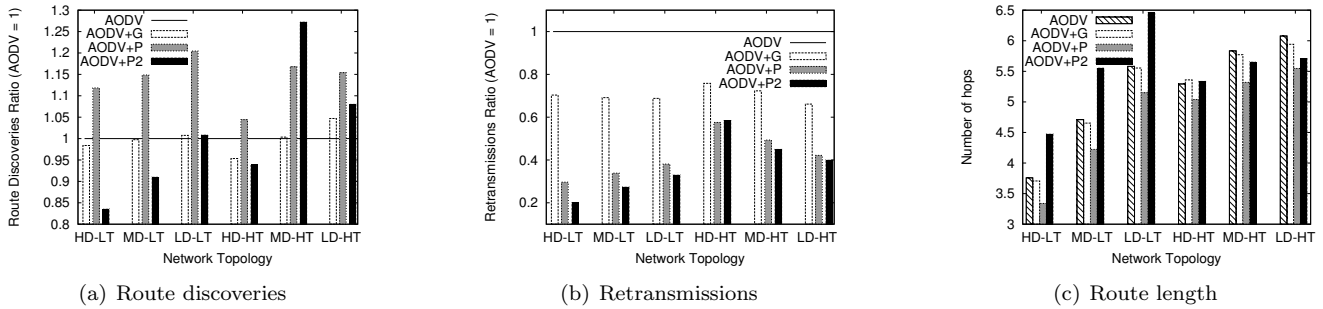 Route Discoveries Ratio (AODV = 1)
1.3
1.25
1.2
1.15
1.1
1.05
1
0.95
0.9
0.85
0.8
AODV
AODV+G
AODV+P
AODV+P2
HD-LT MD-LT LD-LT HD-HT MD-HT LD-HT
Network Topology
(a) Route discoveries
Retransmissions Ratio (AODV = 1)
1
0.8
0.6
0.4
0.2
AODV
AODV+G
AODV+P
AODV+P2
HD-LT MD-LT LD-LT HD-HT MD-HT LD-HT
Network Topology
(b) Retransmissions
Number of hops
6.5
6
5.5
5
4.5
4
3.5
3
AODV
AODV+G
AODV+P
AODV+P2
HD-LT MD-LT LD-LT HD-HT MD-HT LD-HT
Network Topology
(c) Route length